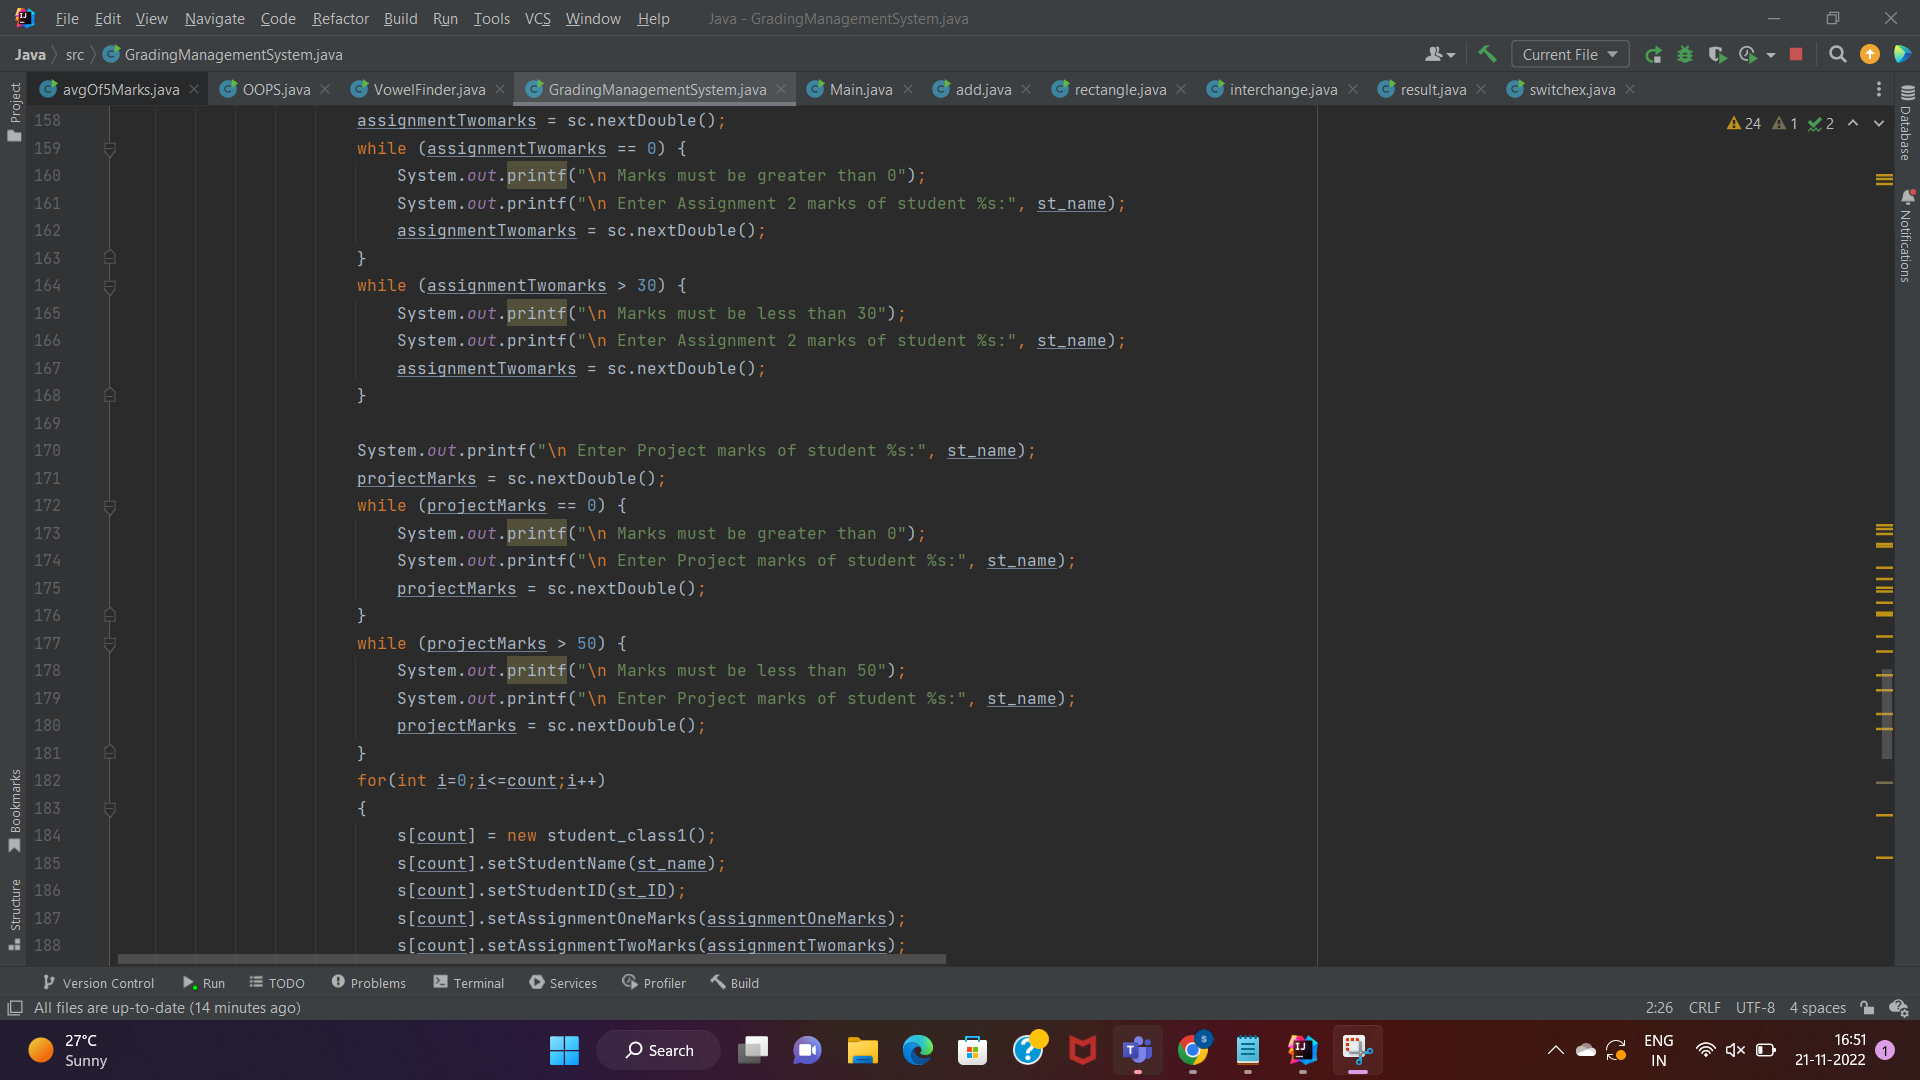 File Edit View Navigate Code Refactor Build Run Tools VCS Window Help Java - GradingManagementSystem.java
Java src GradingManagementSystem.java Current File
avgOf5Marks.java OOPS.java VowelFinder.java GradingManagementSystem.java Main.java add.java rectangle.java interchange.java result.java switchex.java
Project
Bookmarks
Structure
Database
Notifications
24 1 2
158 assignmentTwomarks = sc.nextDouble();
159 while (assignmentTwomarks == 0) {
160 System.out.printf("\n Marks must be greater than 0");
161 System.out.printf("\n Enter Assignment 2 marks of student %s:", st_name);
162 assignmentTwomarks = sc.nextDouble();
163 }
164 while (assignmentTwomarks > 30) {
165 System.out.printf("\n Marks must be less than 30");
166 System.out.printf("\n Enter Assignment 2 marks of student %s:", st_name);
167 assignmentTwomarks = sc.nextDouble();
168 }
169
170 System.out.printf("\n Enter Project marks of student %s:", st_name);
171 projectMarks = sc.nextDouble();
172 while (projectMarks == 0) {
173 System.out.printf("\n Marks must be greater than 0");
174 System.out.printf("\n Enter Project marks of student %s:", st_name);
175 projectMarks = sc.nextDouble();
176 }
177 while (projectMarks > 50) {
178 System.out.printf("\n Marks must be less than 50");
179 System.out.printf("\n Enter Project marks of student %s:", st_name);
180 projectMarks = sc.nextDouble();
181 }
182 for(int i=0;i<=count;i++)
183 {
184 s[count] = new student_class1();
185 s[count].setStudentName(st_name);
186 s[count].setStudentID(st_ID);
187 s[count].setAssignmentOneMarks(assignmentOneMarks);
188 s[count].setAssignmentTwoMarks(assignmentTwomarks);
Version Control Run TODO Problems Terminal Services Profiler Build
All files are up-to-date (14 minutes ago) 2:26 CRLF UTF-8 4 spaces
27°C
Sunny
Search
ENG
IN
16:51
21-11-2022
1